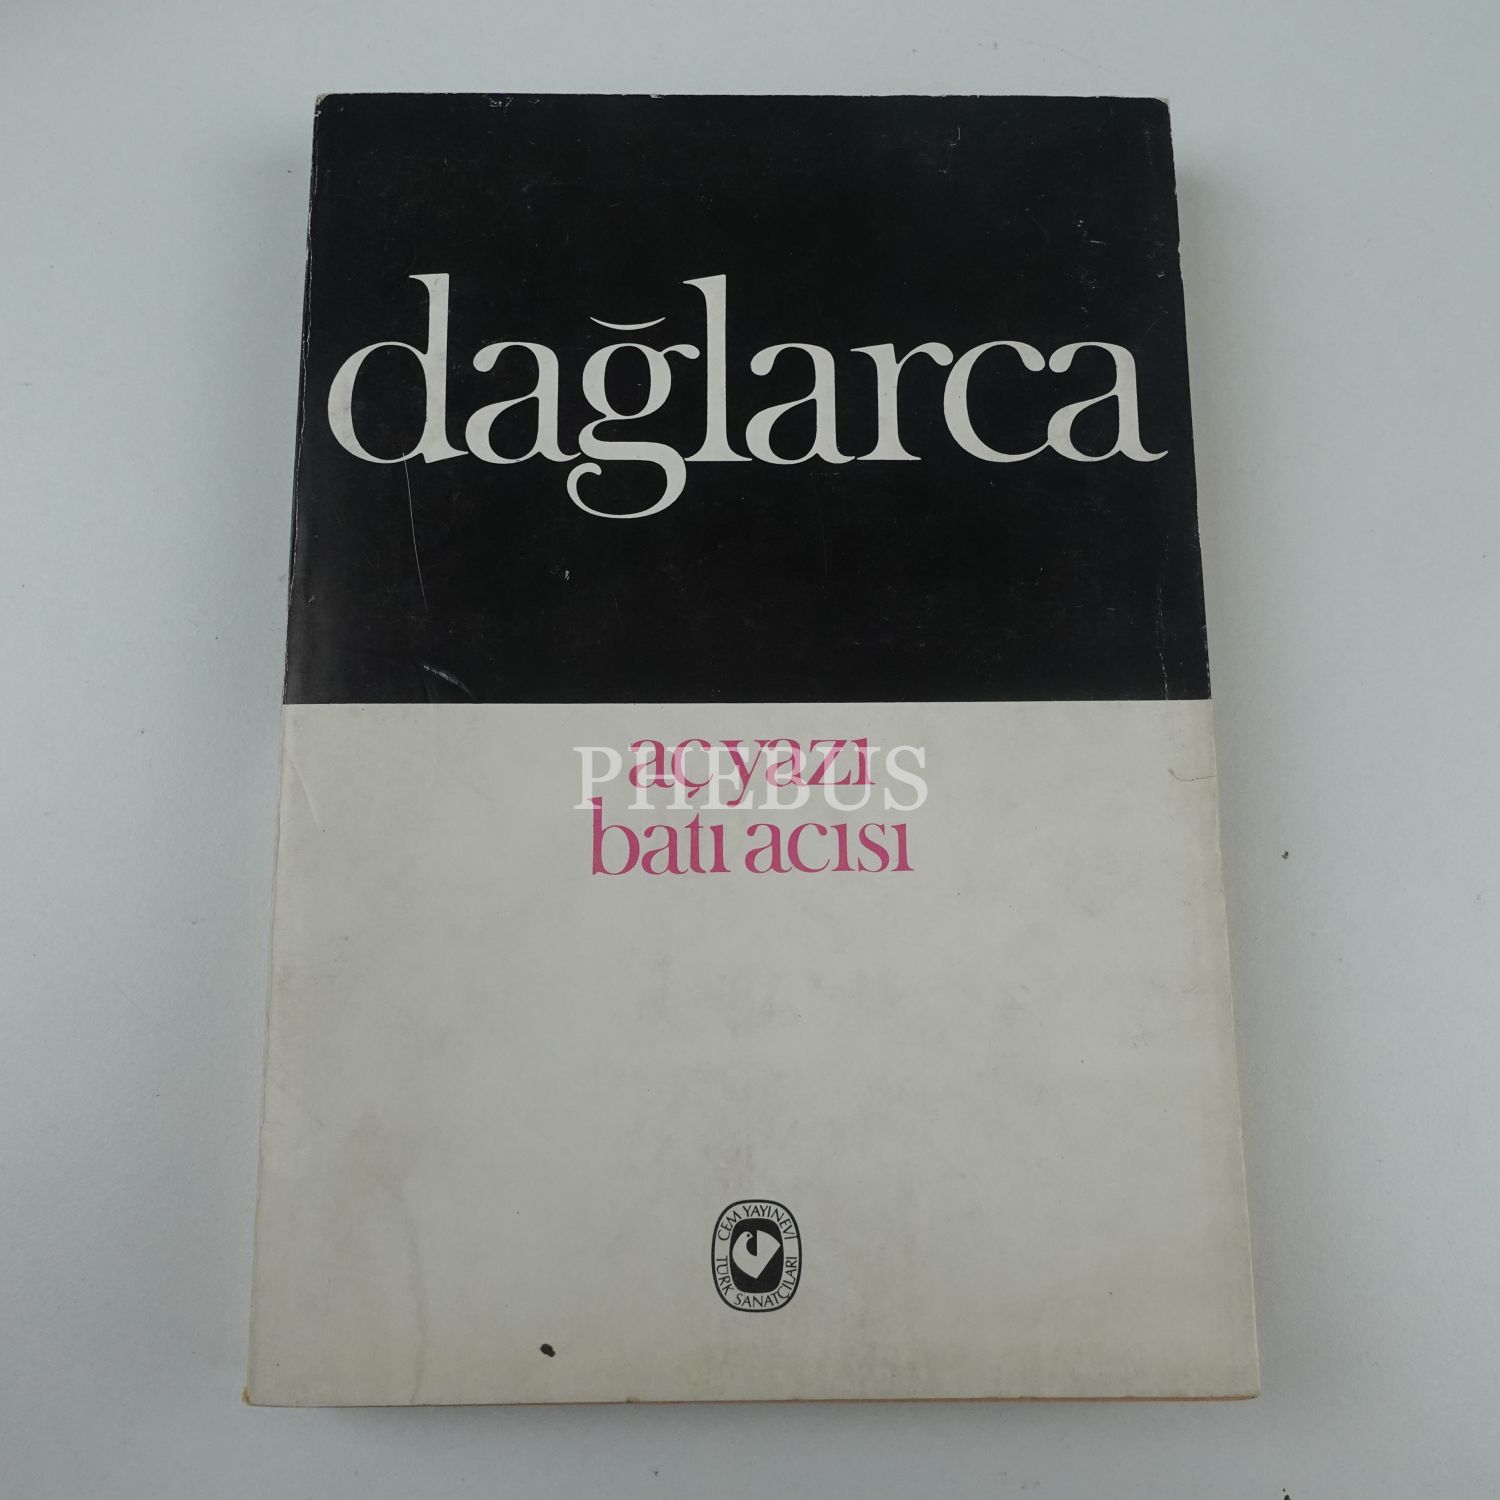 dağlarca
açyazı
PHEBUS
batı acısı
CEM YAYINEVİ
TÜRK SANATÇILARI